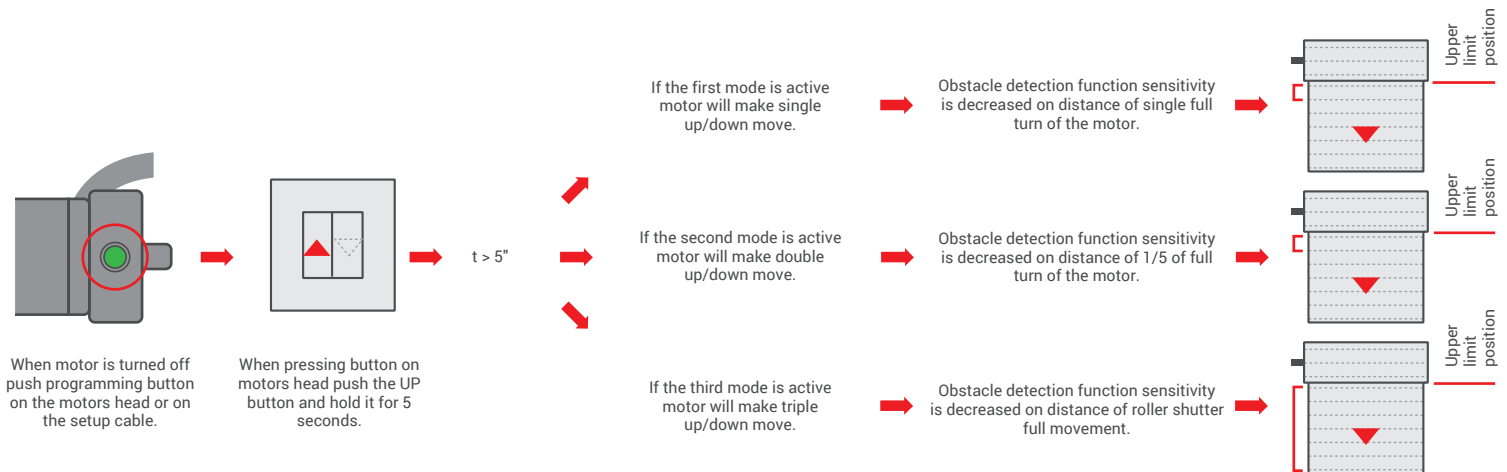 When motor is turned off
push programming button
on the motors head or on
the setup cable.
When pressing button on
motors head push the UP
button and hold it for 5
seconds.
t > 5”
If the first mode is active
motor will make single
up/down move.
Obstacle detection function sensitivity
is decreased on distance of single full
turn of the motor.
Upper
limit
position
If the second mode is active
motor will make double
up/down move.
Obstacle detection function sensitivity
is decreased on distance of 1/5 of full
turn of the motor.
Upper
limit
position
If the third mode is active
motor will make triple
up/down move.
Obstacle detection function sensitivity
is decreased on distance of roller shutter
full movement.
Upper
limit
position